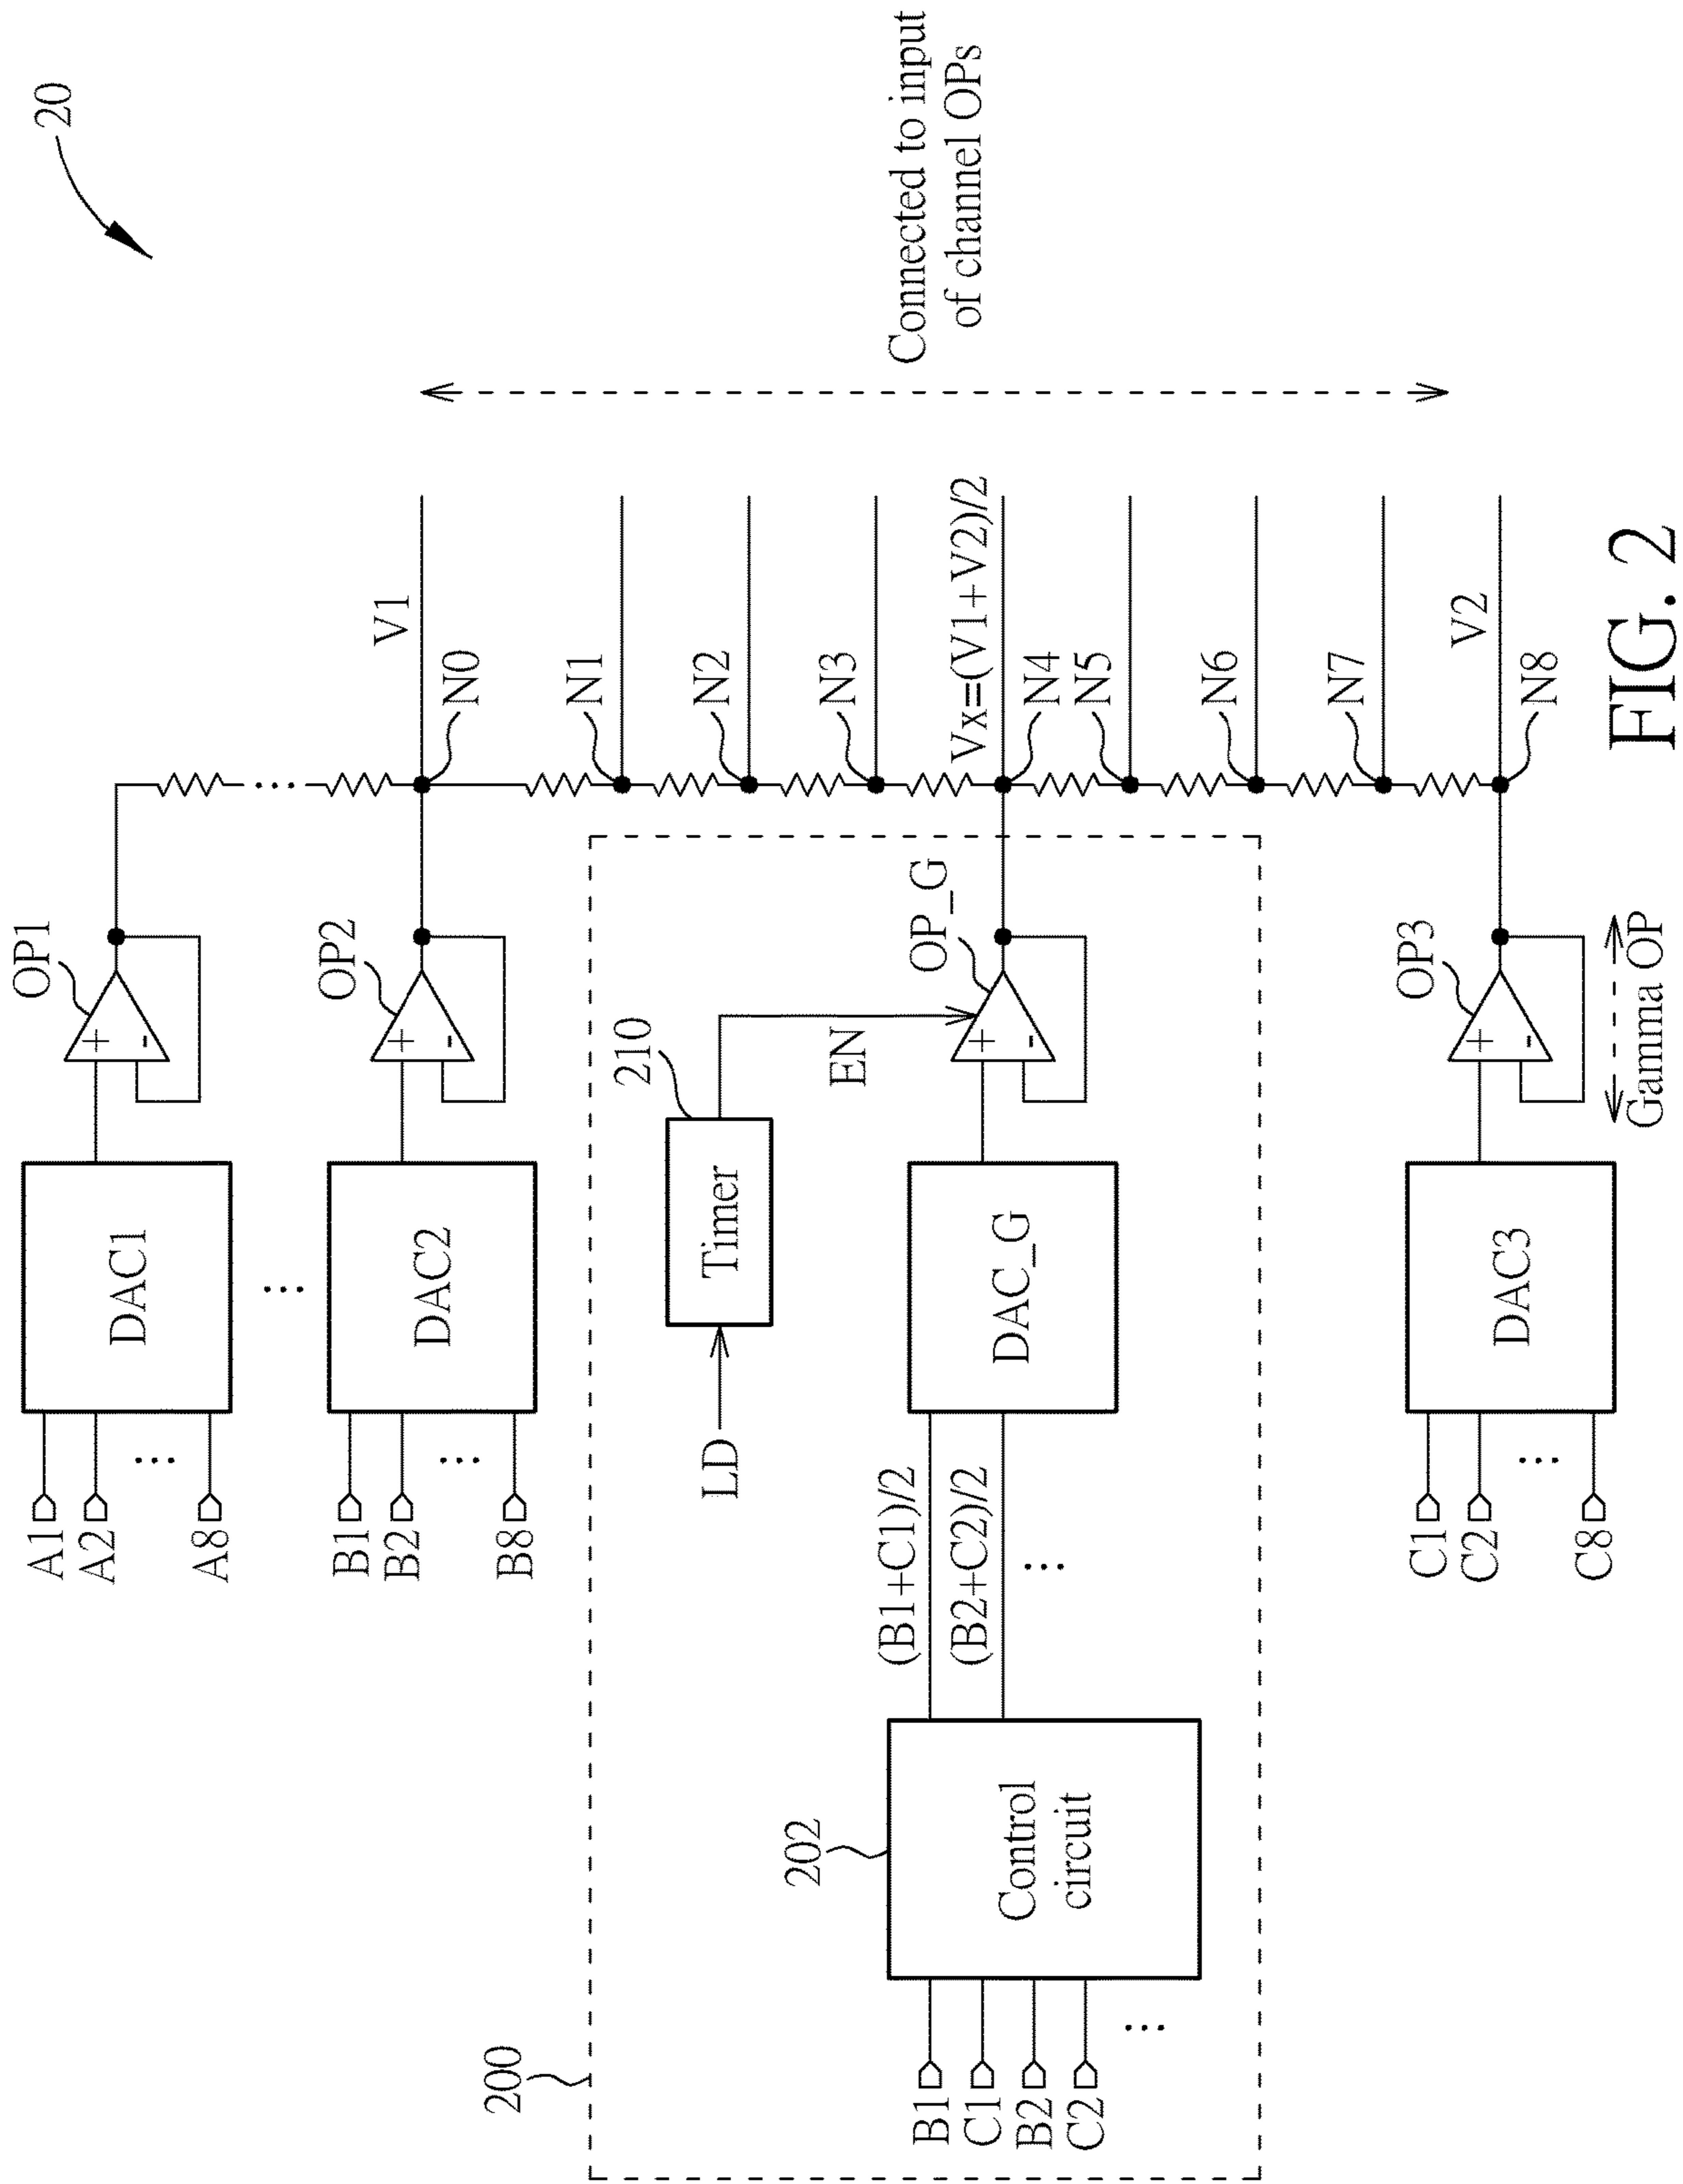 20
A1
A2
...
A8
DAC1
OP1
+
-
...
...
B1
B2
...
B8
DAC2
OP2
+
-
V1
N0
N1
N2
N3
Vx=(V1+V2)/2
N4
N5
N6
N7
V2
N8
Connected to input
of channel OPs
200
LD
Timer
210
EN
B1
C1
B2
C2
...
202
Control
circuit
(B1+C1)/2
(B2+C2)/2
...
DAC_G
OP_G
+
-
C1
C2
...
C8
DAC3
OP3
+
-
Gamma OP
FIG. 2